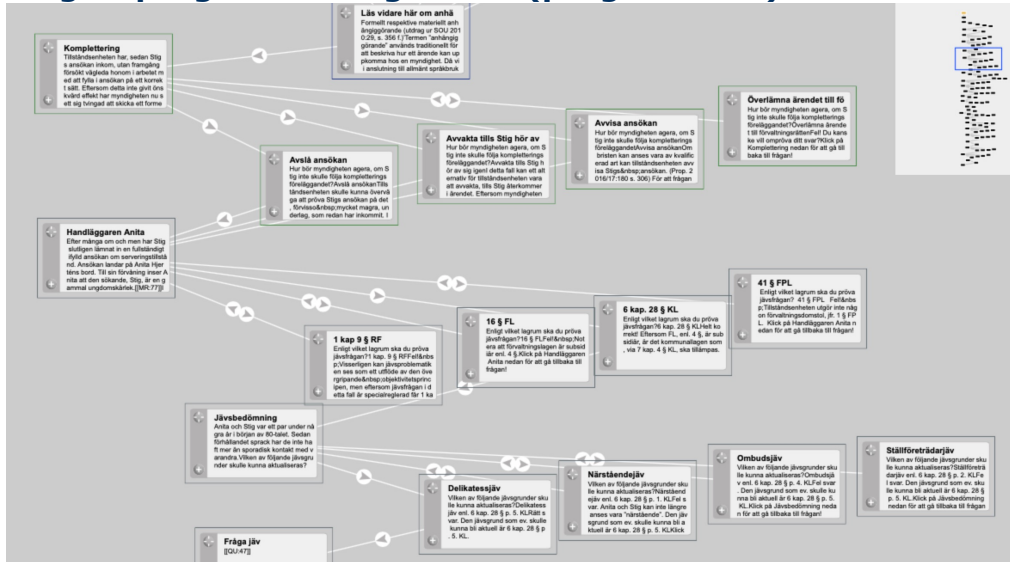 Läs vidare här om anhä
Formellt respektive materiellt anh
ängiggörande (utdrag ur SOU 201
0:29, s. 356 f.)'Termen "anhängig
görande" används traditionellt för
att beskriva hur ett ärende kan up
pkomma hos en myndighet. Då vi
i anslutning till allmänt språkbruk
Komplettering
Tillståndsenheten har, sedan Stig
s ansökan inkom, utan framgång
försökt vägleda honom i arbetet m
ed att fylla i ansökan på ett korrek
t sätt. Eftersom detta inte givit öns
kvärd effekt har myndigheten nu s
ett sig tvingad att skicka ett forme
Överlämna ärendet till fö
Hur bör myndigheten agera, om S
tig inte skulle följa kompletterings
föreläggandet?Överlämna ärende
t till förvaltningsrättenFel! Du kans
ke vill ompröva ditt svar?Klick på
Komplettering nedan för att gå till
baka till frågan!
Avvisa ansökan
Hur bör myndigheten agera, om S
tig inte skulle följa kompletterings
föreläggandetAvvisa ansökanOm
bristen kan anses vara av kvalific
erad art kan tillståndsenheten avv
isa Stigs&nbsp;ansökan. (Prop. 2
016/17:180 s. 306) För att frågan
Avvakta tills Stig hör av
Hur bör myndigheten agera, om S
tig inte skulle följa kompletterings
föreläggandet?Avvakta tills Stig h
ör av sig igenI detta fall kan ett alt
ernativ för tillståndsenheten vara
att avvakta, tills Stig återkommer
i ärendet. Eftersom myndigheten
Avslå ansökan
Hur bör myndigheten agera, om S
tig inte skulle följa kompletterings
föreläggandet?Avslå ansökanTills
tåndsenheten skulle kunna övervä
ga att pröva Stigs ansökan på det
, förvisso&nbsp;mycket magra, un
derlag, som redan har inkommit. I
Handläggaren Anita
Efter många om och men har Stig
slutligen lämnat in en fullständigt
ifylld ansökan om serveringstillstå
nd. Ansökan landar på Anita Hjer
téns bord. Till sin förvåning inser A
nita att den sökande, Stig, är en g
ammal ungdomskärlek.[[MR:77]]I
41 § FPL
Enligt vilket lagrum ska du pröva
jävsfrågan? 41 § FPL Fel!&nbs
p;Tillståndsenheten utgör inte någ
on förvaltningsdomstol, jfr. 1 § FP
L. Klick på Handläggaren Anita n
edan för att gå tillbaka till frågan!
6 kap. 28 § KL
Enligt vilket lagrum ska du pröva
jävsfrågan?6 kap. 28 § KLHelt ko
rrekt! Eftersom FL, enl. 4 §, är sub
sidiär, är det kommunallagen som
, via 7 kap. 4 § KL, ska tillämpas.
16 § FL
Enligt vilket lagrum ska du pröva
jävsfrågan?16 § FLFel!&nbsp;Not
era att förvaltningslagen är subsid
iär enl. 4 §.Klick på Handläggaren
Anita nedan för att gå tillbaka till
frågan!
1 kap 9 § RF
Enligt vilket lagrum ska du pröva
jävsfrågan?1 kap. 9 § RFFel!&nbs
p;Visserligen kan jävsproblematik
en ses som ett utflöde av den öve
rgripande&nbsp;objektivitetsprinc
ipen, men eftersom jävsfrågan i d
etta fall är specialreglerad får 1 ka
Jävsbedömning
Anita och Stig var ett par under nå
gra år i början av 80-talet. Sedan
förhållandet sprack har de inte ha
ft mer än sporadisk kontakt med v
arandra.Vilken av följande jävsgru
nder skulle kunna aktualiseras?
Ställföreträdarjäv
Vilken av följande jävsgrunder sku
lle kunna aktualiseras?Ställföreträ
darjäv enl. 6 kap. 28 § p. 2. KLFe
l svar. Den jävsgrund som ev. sku
lle kunna bli aktuell är 6 kap. 28 §
p. 5. KL.Klick på Jävsbedömning
nedan för att gå tillbaka till frågan!
Ombudsjäv
Vilken av följande jävsgrunder sku
lle kunna aktualiseras?Ombudsjä
v enl. 6 kap. 28 § p. 4. KLFel svar
. Den jävsgrund som ev. skulle ku
nna bli aktuell är 6 kap. 28 § p. 5.
KL.Klick på Jävsbedömning neda
n för att gå tillbaka till frågan!
Närståendejäv
Vilken av följande jävsgrunder sku
lle kunna aktualiseras?Närståend
ejäv enl. 6 kap. 28 § p. 1. KLFel s
var. Anita och Stig kan inte längre
anses vara "närstående". Den jäv
sgrund som ev. skulle kunna bli a
ktuell är 6 kap. 28 § p. 5. KLKlick
Delikatessjäv
Vilken av följande jävsgrunder sku
lle kunna aktualiseras?Delikatess
jäv enl. 6 kap. 28 § p. 5. KLRätt s
var. Den jävsgrund som ev. skulle
kunna bli aktuell är 6 kap. 28 § p
. 5. KL.
Fråga jäv
[[QU:47]]